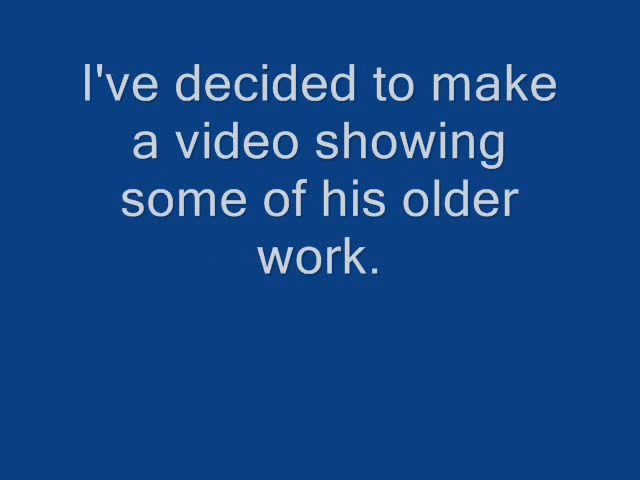 I've decided to make
a video showing
some of his older
work.